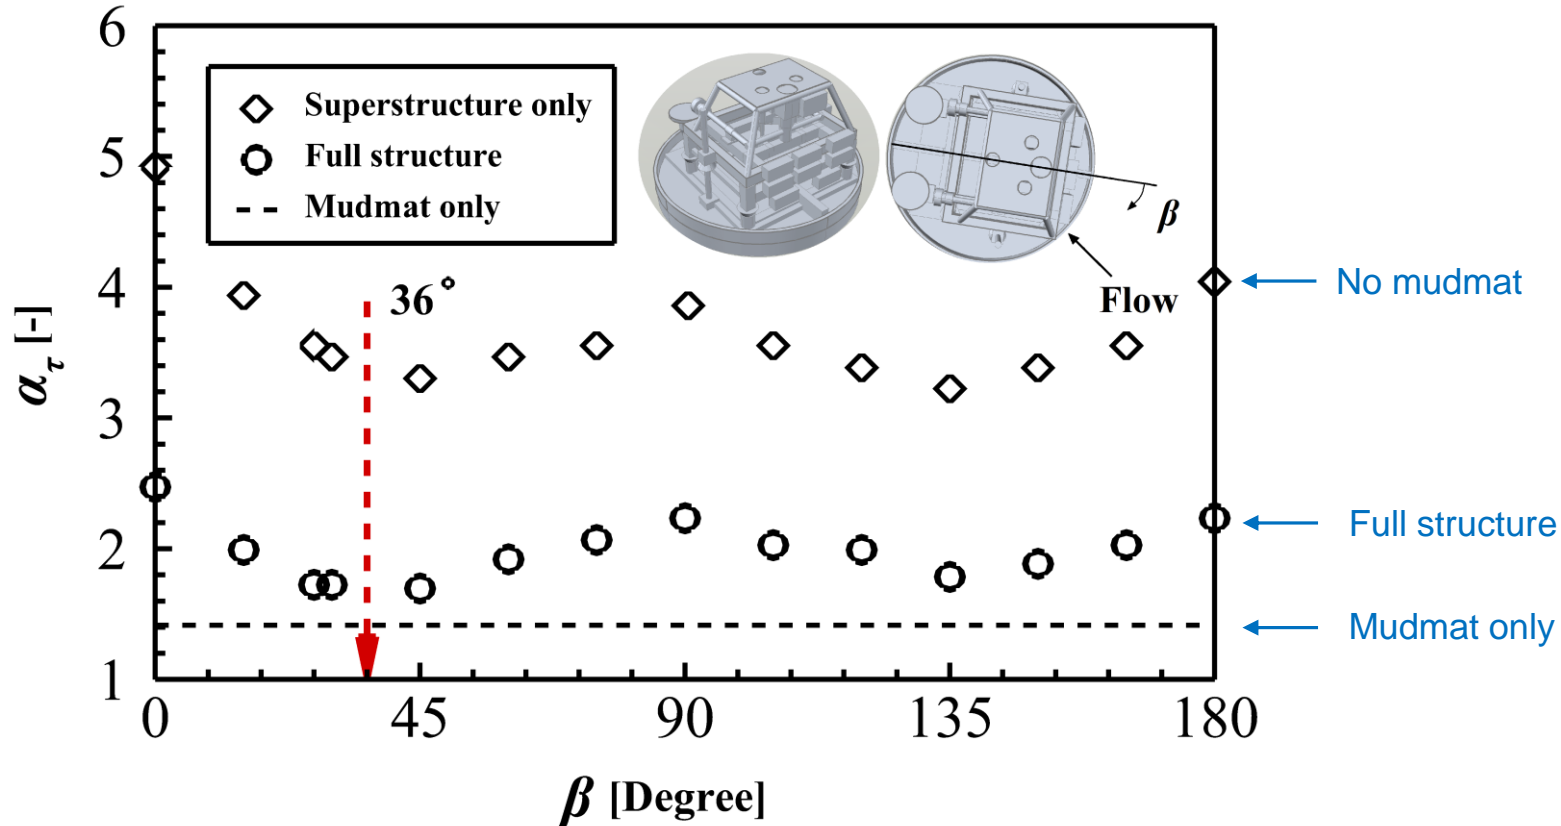 6
5
4
3
2
1
α_τ [-]
Superstructure only
Full structure
Mudmat only
36°
β
Flow
No mudmat
Full structure
Mudmat only
0 45 90 135 180
β [Degree]